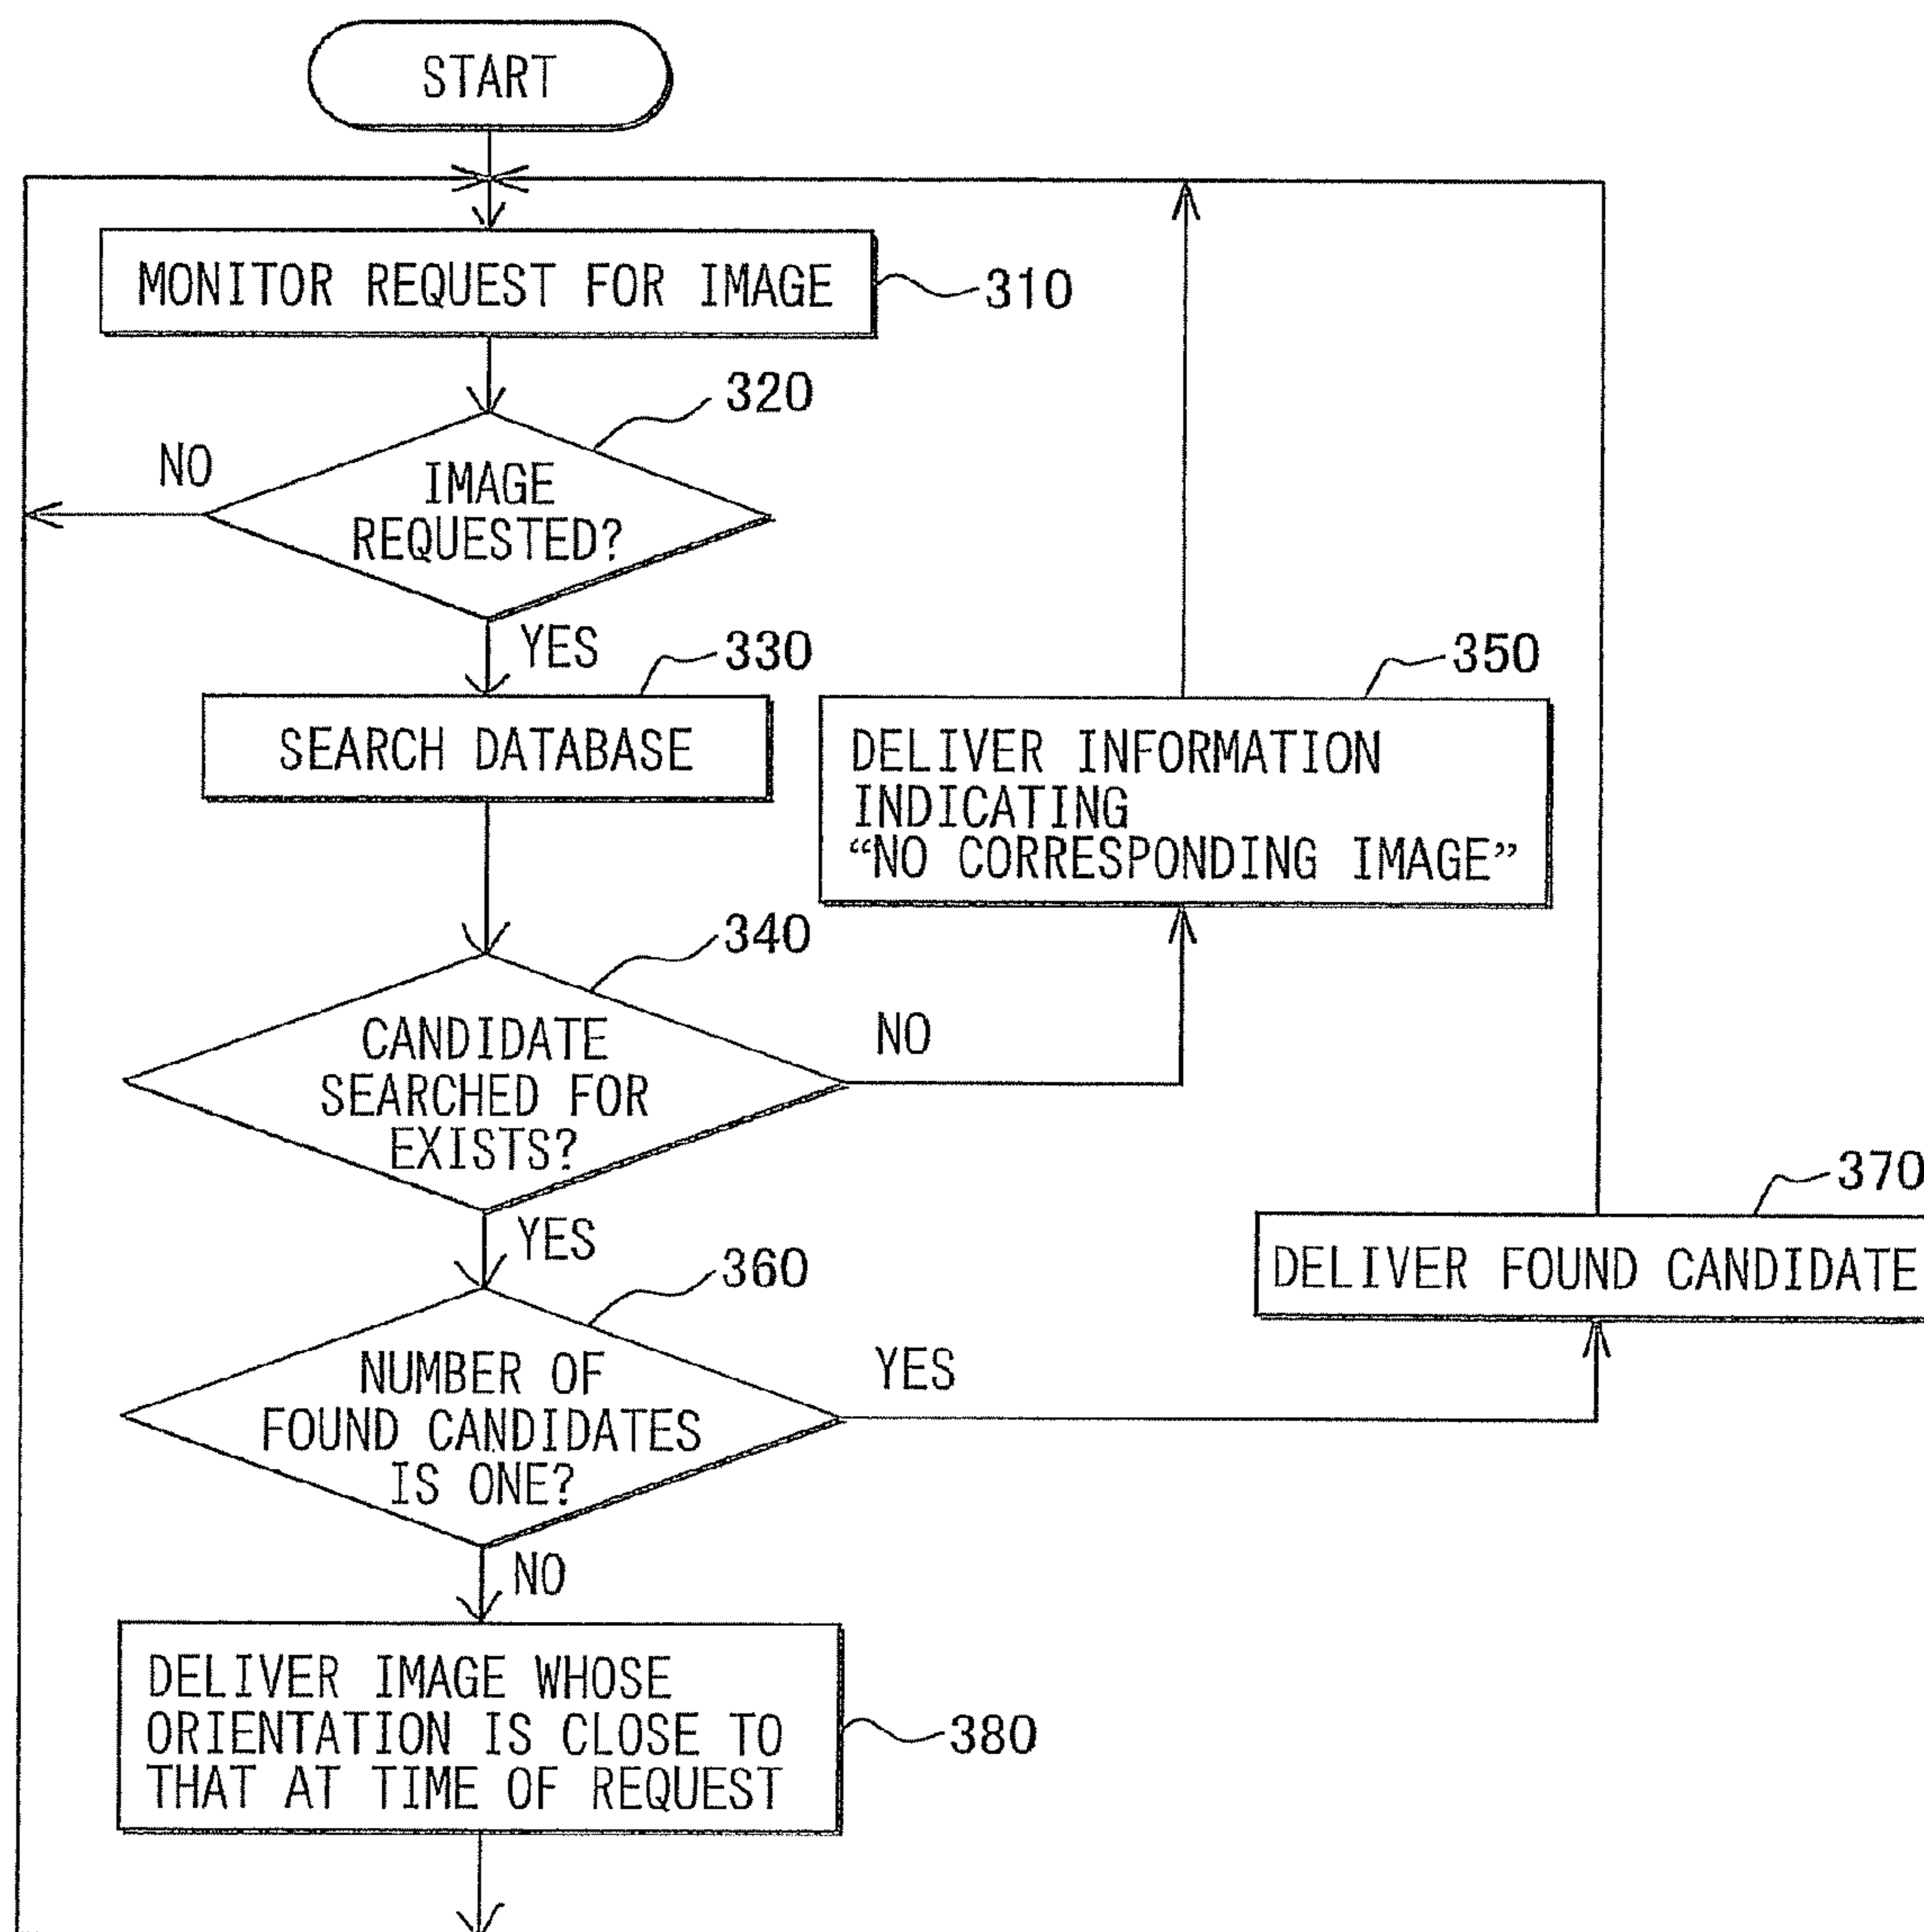 START
MONITOR REQUEST FOR IMAGE
310
320
NO
IMAGE
REQUESTED?
YES
330
SEARCH DATABASE
350
DELIVER INFORMATION
INDICATING
“NO CORRESPONDING IMAGE”
340
CANDIDATE
SEARCHED FOR
EXISTS?
NO
YES
370
DELIVER FOUND CANDIDATE
360
NUMBER OF
FOUND CANDIDATES
IS ONE?
YES
NO
DELIVER IMAGE WHOSE
ORIENTATION IS CLOSE TO
THAT AT TIME OF REQUEST
380